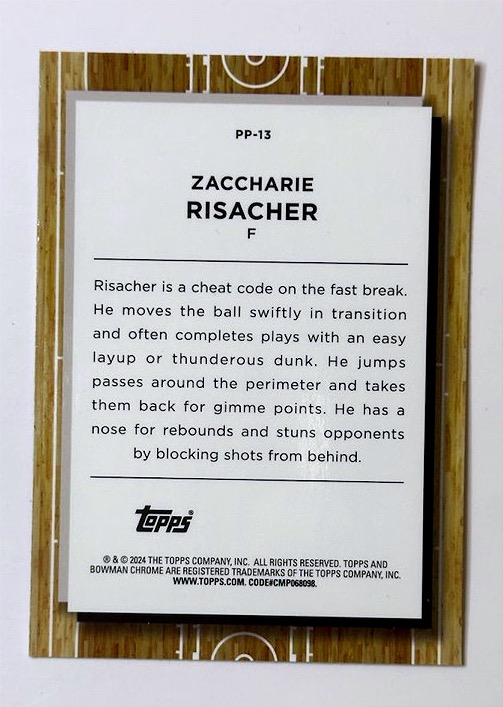 PP-13
ZACCHARIE
RISACHER
F
Risacher is a cheat code on the fast break.
He moves the ball swiftly in transition
and often completes plays with an easy
layup or thunderous dunk. He jumps
passes around the perimeter and takes
them back for gimme points. He has a
nose for rebounds and stuns opponents
by blocking shots from behind.
topps®
® & © 2024 THE TOPPS COMPANY, INC. ALL RIGHTS RESERVED. TOPPS AND
BOWMAN CHROME ARE REGISTERED TRADEMARKS OF THE TOPPS COMPANY, INC.
WWW.TOPPS.COM. CODE#CMP068098.